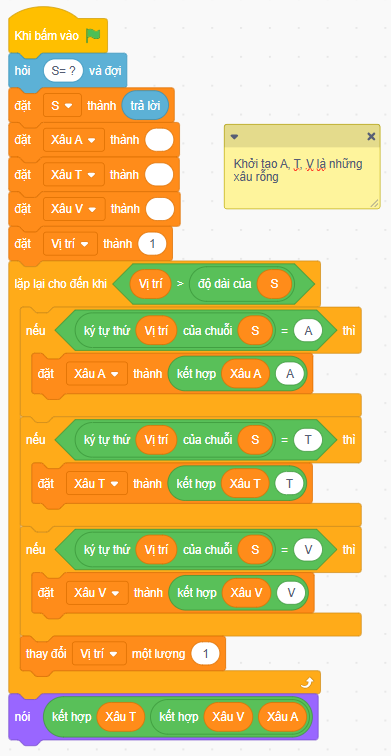 Khi bấm vào
hỏi S= ? và đợi
đặt S thành trả lời
đặt Xâu A thành
đặt Xâu T thành
đặt Xâu V thành
đặt Vị trí thành 1
Khởi tạo A, T, V là những
xâu rỗng
lặp lại cho đến khi Vị trí > độ dài của S
nếu ký tự thứ Vị trí của chuỗi S = A thì
đặt Xâu A thành kết hợp Xâu A A
nếu ký tự thứ Vị trí của chuỗi S = T thì
đặt Xâu T thành kết hợp Xâu T T
nếu ký tự thứ Vị trí của chuỗi S = V thì
đặt Xâu V thành kết hợp Xâu V V
thay đổi Vị trí một lượng 1
nói kết hợp Xâu T kết hợp Xâu V Xâu A